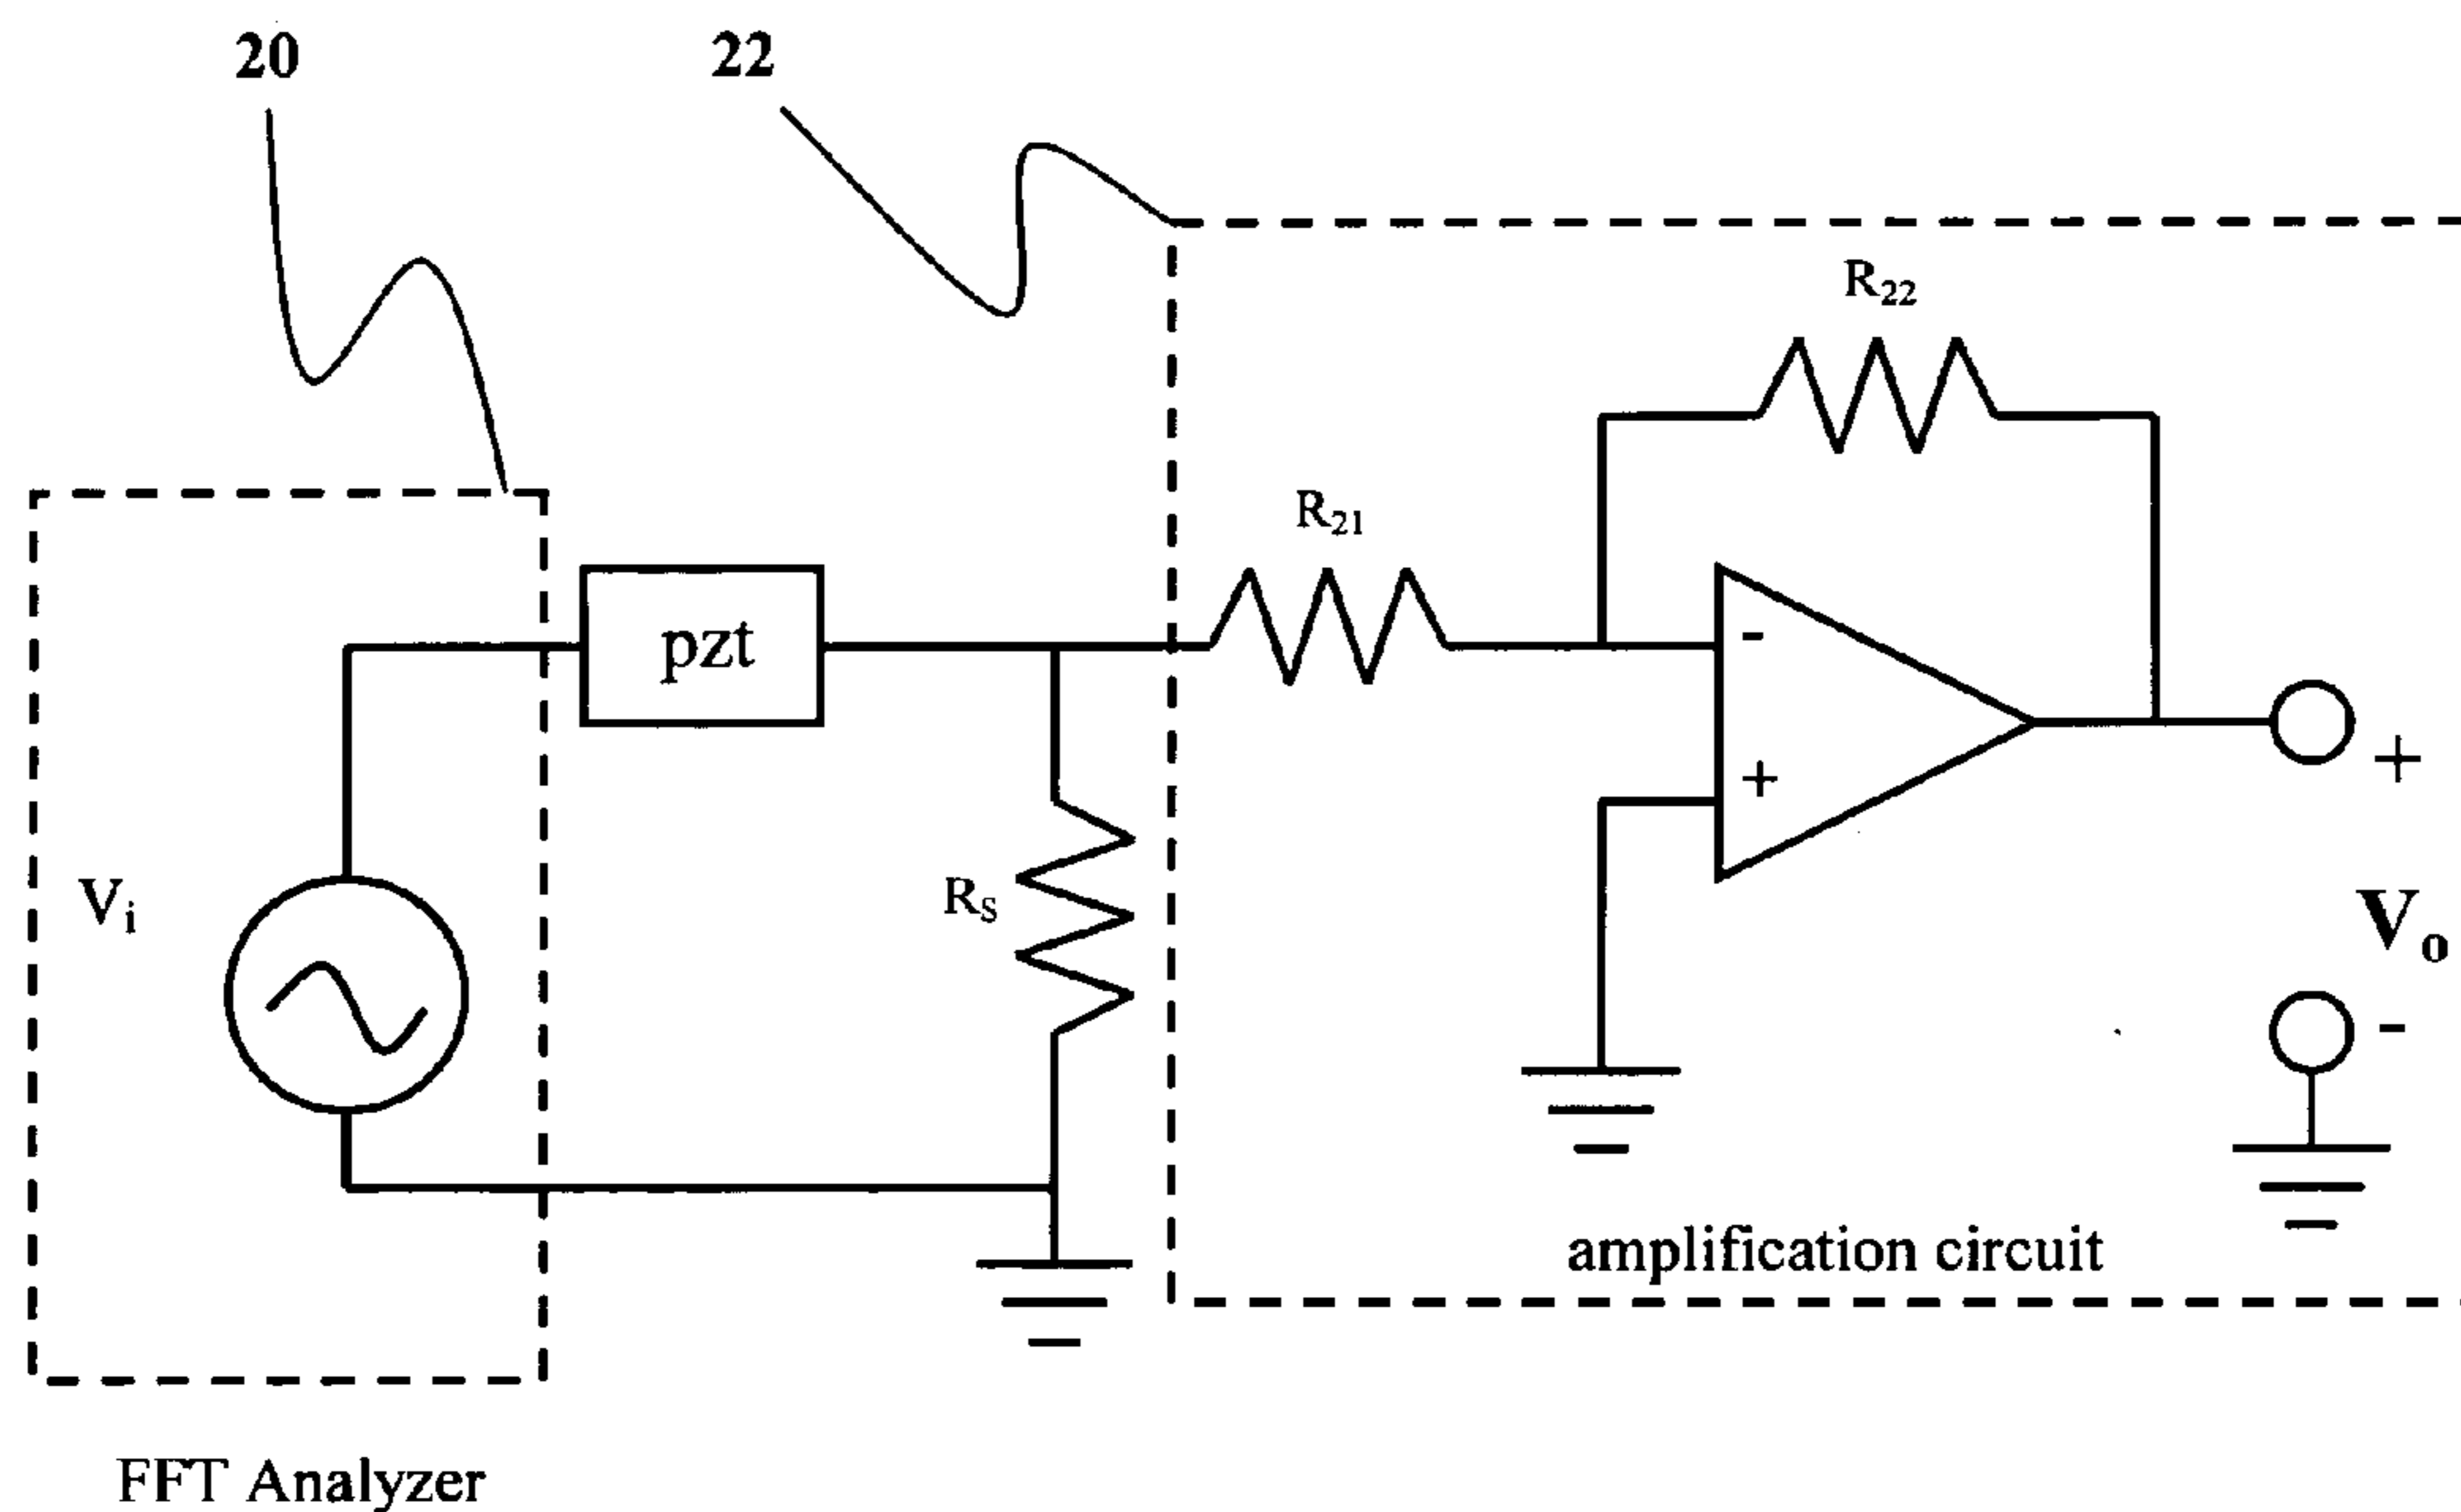 20
22
R22
R21
pzt
-
+
+
Vi
RS
Vo
-
amplification circuit
FFT Analyzer